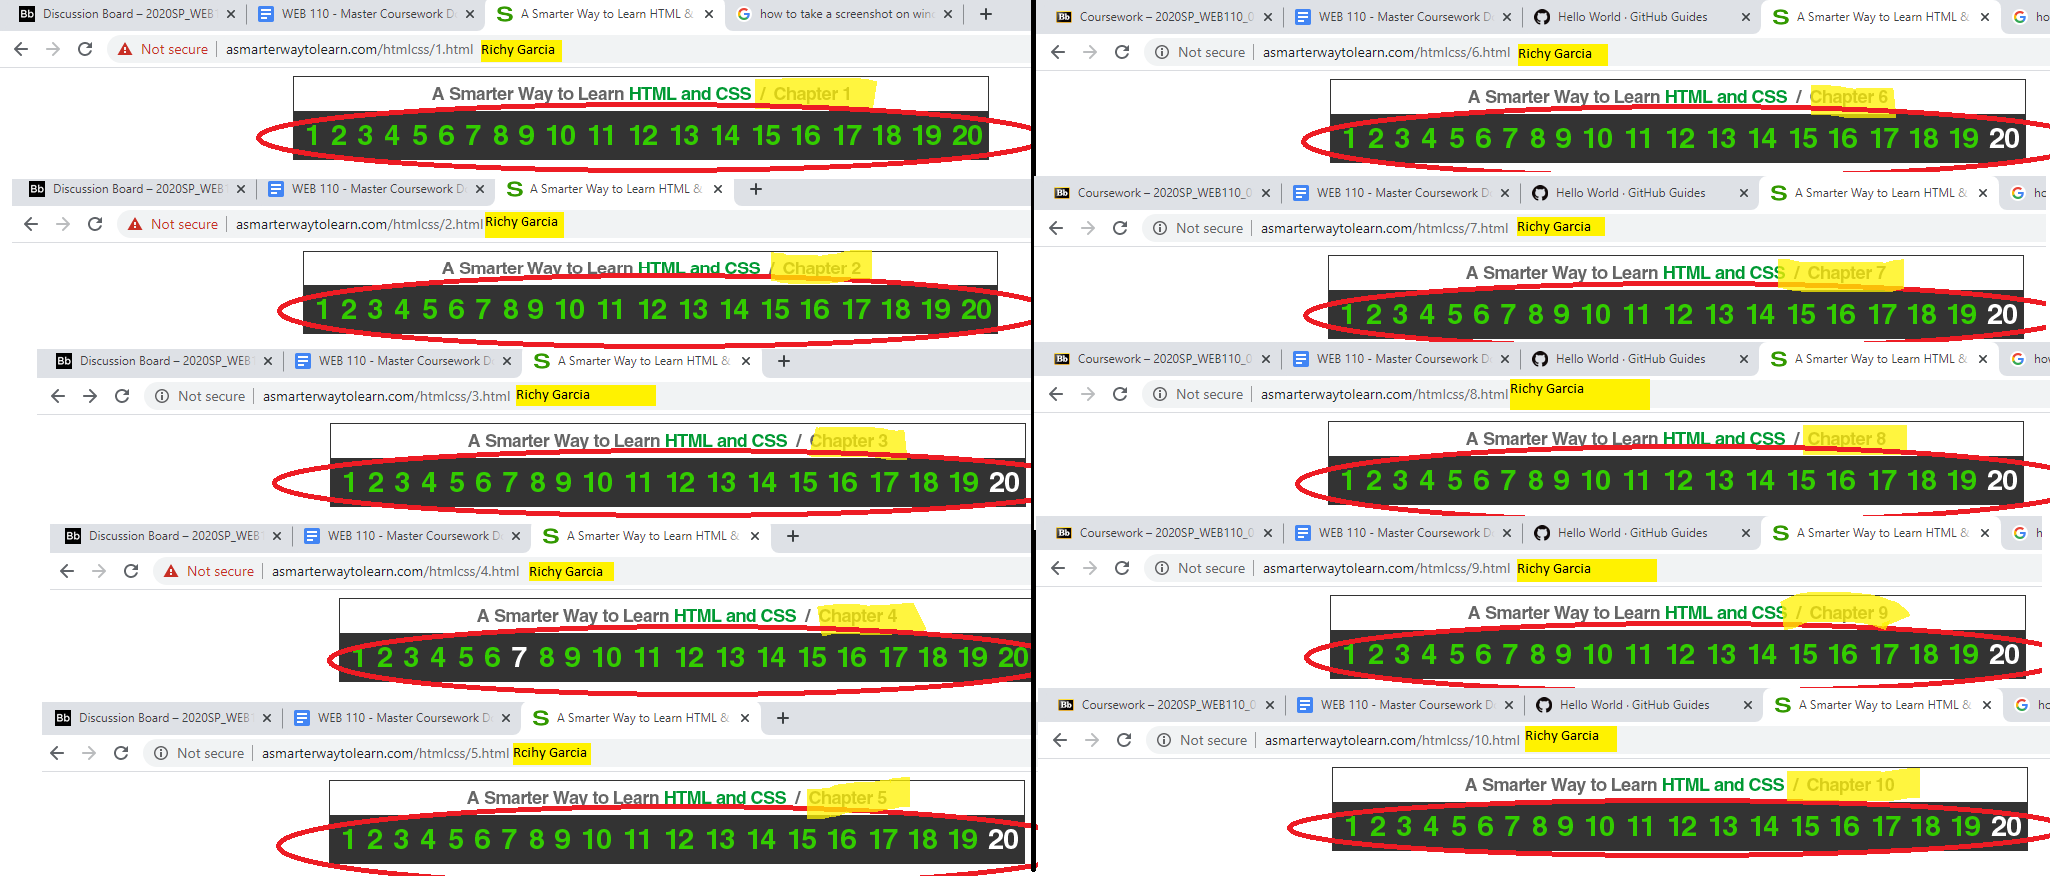 Bb Discussion Board – 2020SP_WEB1 WEB 110 - Master Coursework D A Smarter Way to Learn HTML & how to take a screenshot on win
Not secure asmarterwaytolearn.com/htmlcss/1.html Richy Garcia
A Smarter Way to Learn HTML and CSS / Chapter 1
1 2 3 4 5 6 7 8 9 10 11 12 13 14 15 16 17 18 19 20
Bb Discussion Board – 2020SP_WEB1 WEB 110 - Master Coursework D A Smarter Way to Learn HTML &
Not secure asmarterwaytolearn.com/htmlcss/2.html Richy Garcia
A Smarter Way to Learn HTML and CSS / Chapter 2
1 2 3 4 5 6 7 8 9 10 11 12 13 14 15 16 17 18 19 20
Bb Discussion Board – 2020SP_WEB1 WEB 110 - Master Coursework D A Smarter Way to Learn HTML &
Not secure asmarterwaytolearn.com/htmlcss/3.html Richy Garcia
A Smarter Way to Learn HTML and CSS / Chapter 3
1 2 3 4 5 6 7 8 9 10 11 12 13 14 15 16 17 18 19 20
Bb Discussion Board – 2020SP_WEB1 WEB 110 - Master Coursework D A Smarter Way to Learn HTML &
Not secure asmarterwaytolearn.com/htmlcss/4.html Richy Garcia
A Smarter Way to Learn HTML and CSS / Chapter 4
1 2 3 4 5 6 7 8 9 10 11 12 13 14 15 16 17 18 19 20
Bb Discussion Board – 2020SP_WEB1 WEB 110 - Master Coursework D A Smarter Way to Learn HTML &
Not secure asmarterwaytolearn.com/htmlcss/5.html Rcihy Garcia
A Smarter Way to Learn HTML and CSS / Chapter 5
1 2 3 4 5 6 7 8 9 10 11 12 13 14 15 16 17 18 19 20
Bb Coursework – 2020SP_WEB110_0 WEB 110 - Master Coursework D Hello World · GitHub Guides A Smarter Way to Learn HTML & ho
Not secure asmarterwaytolearn.com/htmlcss/6.html Richy Garcia
A Smarter Way to Learn HTML and CSS / Chapter 6
1 2 3 4 5 6 7 8 9 10 11 12 13 14 15 16 17 18 19 20
Bb Coursework – 2020SP_WEB110_0 WEB 110 - Master Coursework D Hello World · GitHub Guides A Smarter Way to Learn HTML & ho
Not secure asmarterwaytolearn.com/htmlcss/7.html Richy Garcia
A Smarter Way to Learn HTML and CSS / Chapter 7
1 2 3 4 5 6 7 8 9 10 11 12 13 14 15 16 17 18 19 20
Bb Coursework – 2020SP_WEB110_0 WEB 110 - Master Coursework D Hello World · GitHub Guides A Smarter Way to Learn HTML & ho
Not secure asmarterwaytolearn.com/htmlcss/8.html Richy Garcia
A Smarter Way to Learn HTML and CSS / Chapter 8
1 2 3 4 5 6 7 8 9 10 11 12 13 14 15 16 17 18 19 20
Bb Coursework – 2020SP_WEB110_0 WEB 110 - Master Coursework D Hello World · GitHub Guides A Smarter Way to Learn HTML & h
Not secure asmarterwaytolearn.com/htmlcss/9.html Richy Garcia
A Smarter Way to Learn HTML and CSS / Chapter 9
1 2 3 4 5 6 7 8 9 10 11 12 13 14 15 16 17 18 19 20
Bb Coursework – 2020SP_WEB110_0 WEB 110 - Master Coursework D Hello World · GitHub Guides A Smarter Way to Learn HTML & ho
Not secure asmarterwaytolearn.com/htmlcss/10.html Richy Garcia
A Smarter Way to Learn HTML and CSS / Chapter 10
1 2 3 4 5 6 7 8 9 10 11 12 13 14 15 16 17 18 19 20